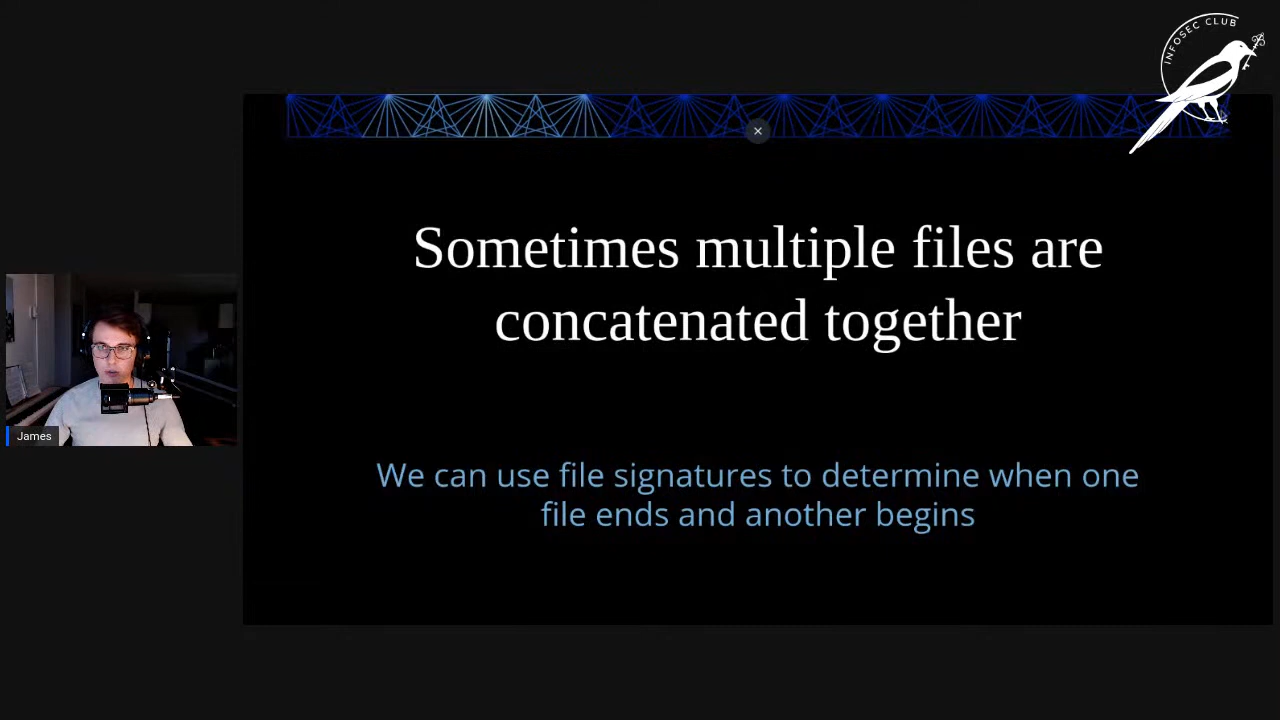 INFOSEC CLUB
Sometimes multiple files are
concatenated together
We can use file signatures to determine when one
file ends and another begins
James